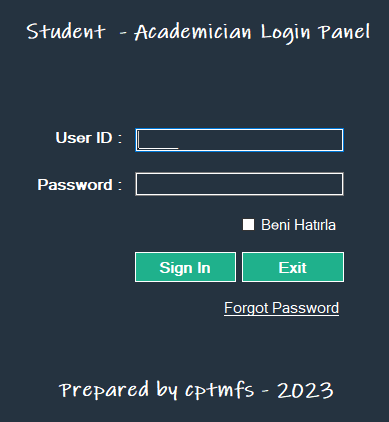 Student - Academician Login Panel
User ID :
Password :
Beni Hatırla
Sign In Exit
Forgot Password
Prepared by cptmfs - 2023